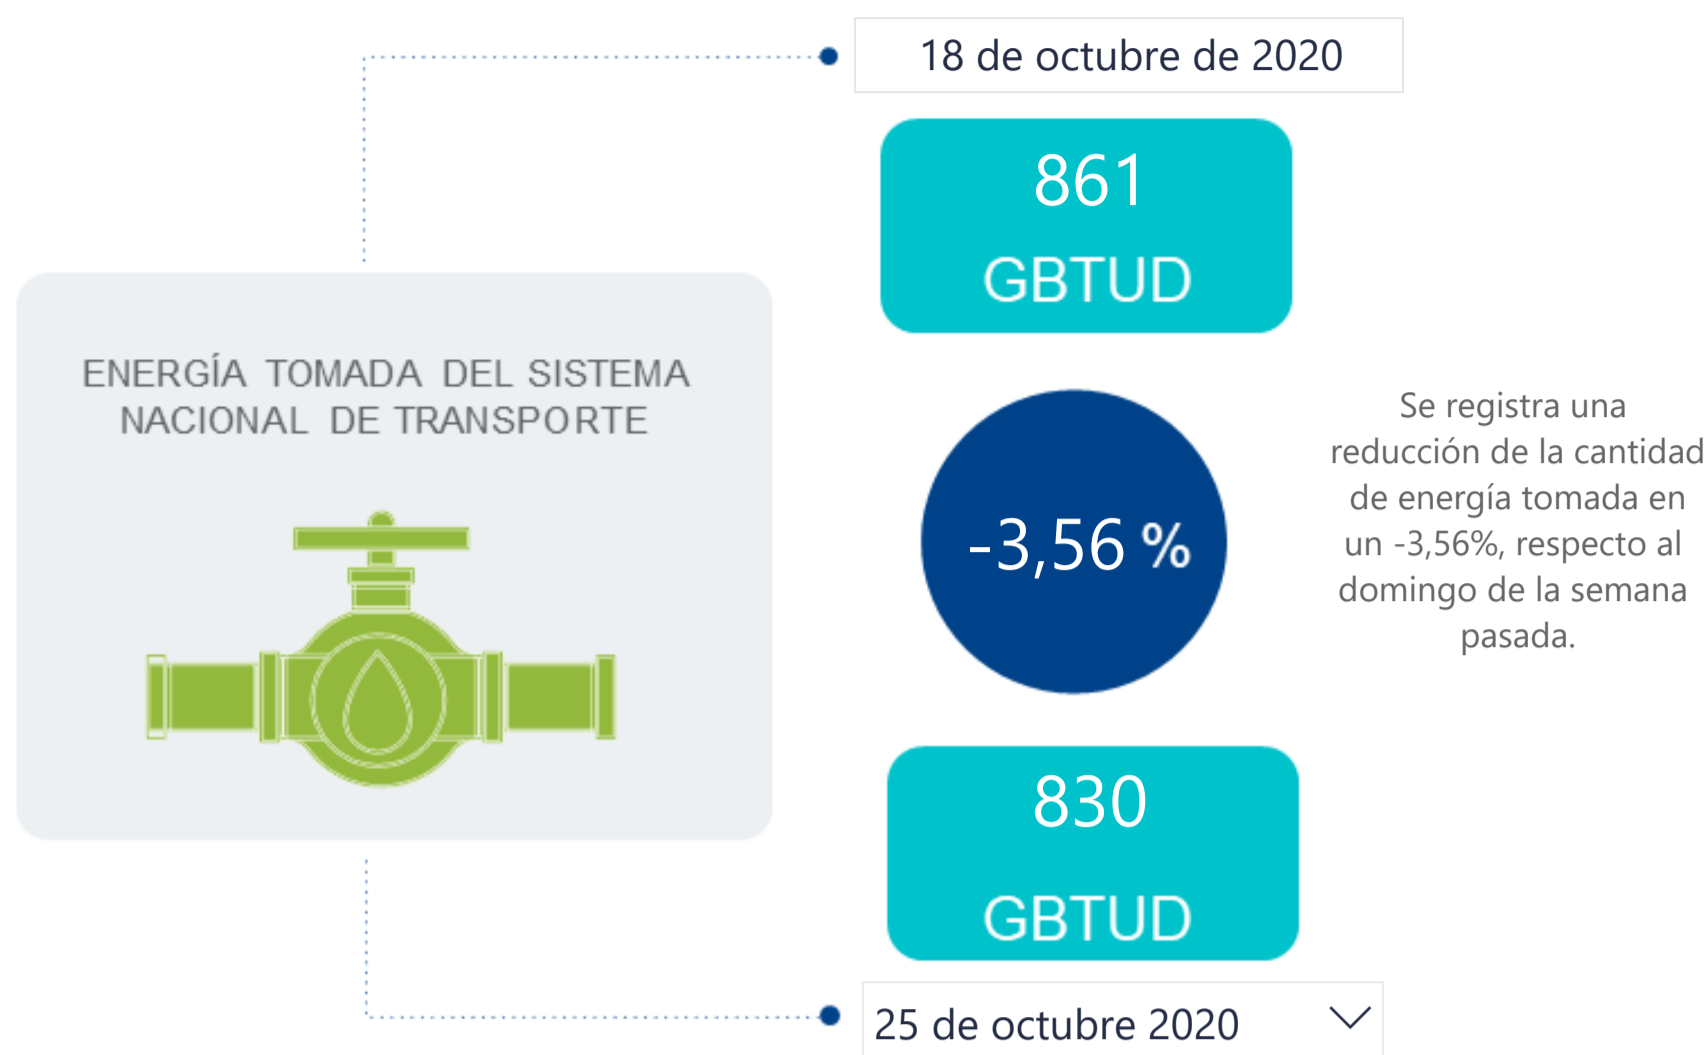 18 de octubre de 2020
861
GBTUD
ENERGÍA TOMADA DEL SISTEMA
NACIONAL DE TRANSPORTE
-3,56 %
Se registra una
reducción de la cantidad
de energía tomada en
un -3,56%, respecto al
domingo de la semana
pasada.
830
GBTUD
25 de octubre 2020